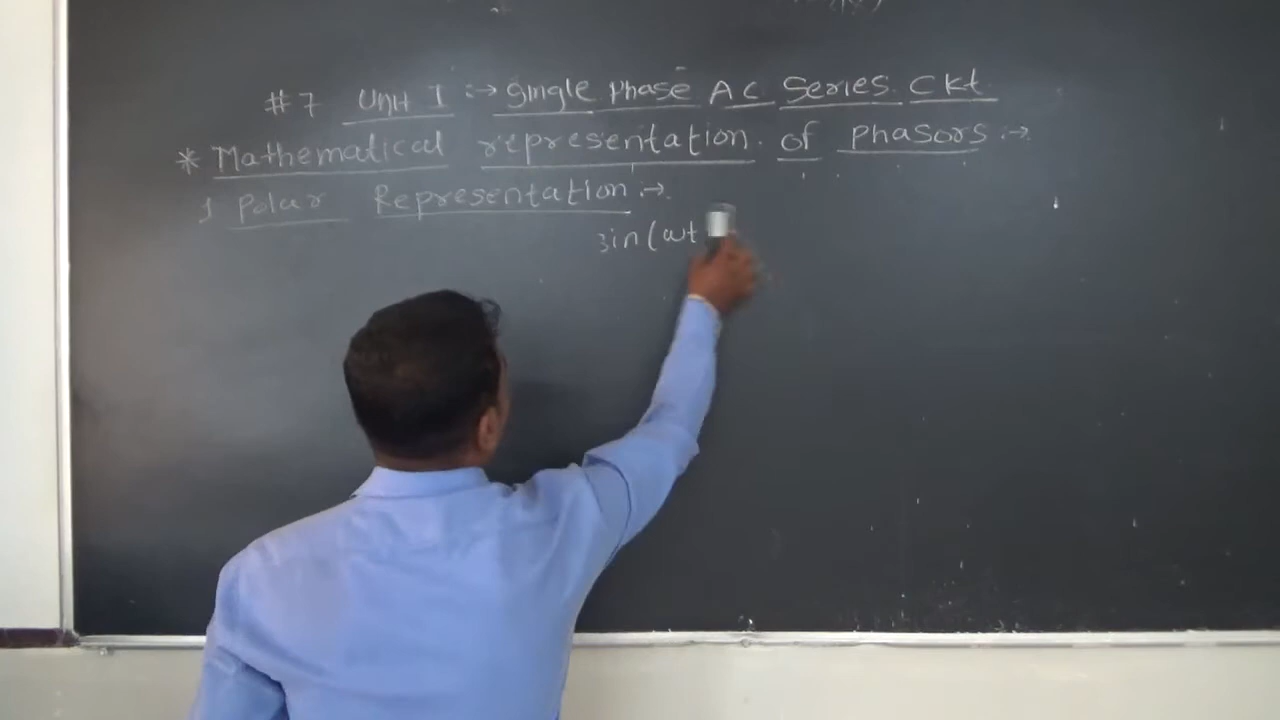 #7 Unit I :→ Single Phase AC Series Ckt
* Mathematical representation of Phasors :→
1 Polar Representation :→
sin(ωt